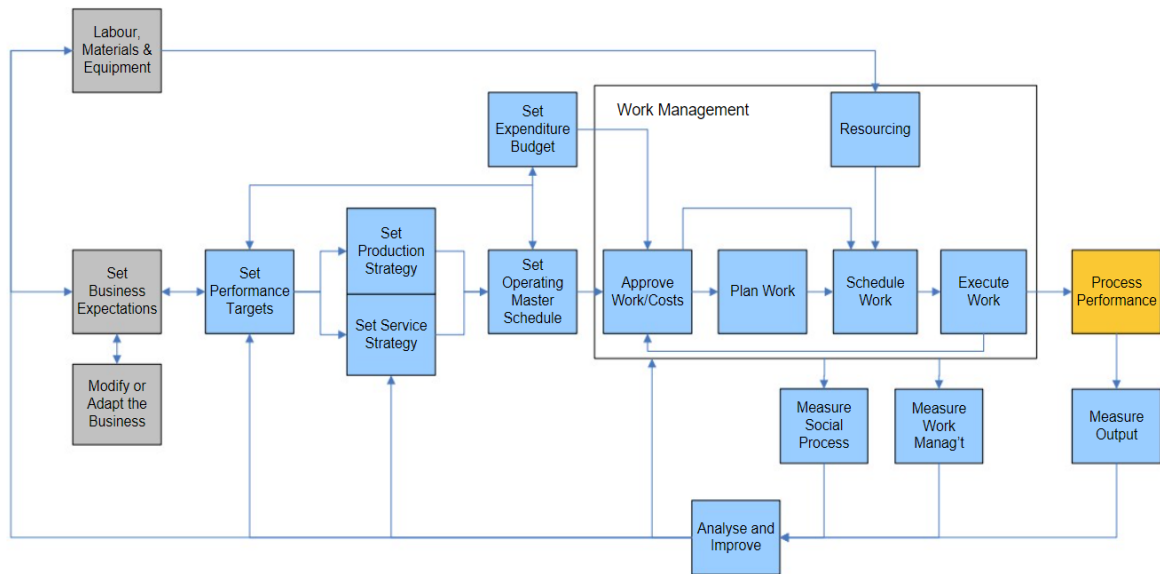 Labour,
Materials &
Equipment
Work Management
Set
Expenditure
Budget
Resourcing
Set
Production
Strategy
Set Service
Strategy
Set
Business
Expectations
Set
Performance
Targets
Set
Operating
Master
Schedule
Approve
Work/Costs
Plan Work
Schedule
Work
Execute
Work
Process
Performance
Modify or
Adapt the
Business
Measure
Social
Process
Measure
Work
Manag't
Measure
Output
Analyse and
Improve